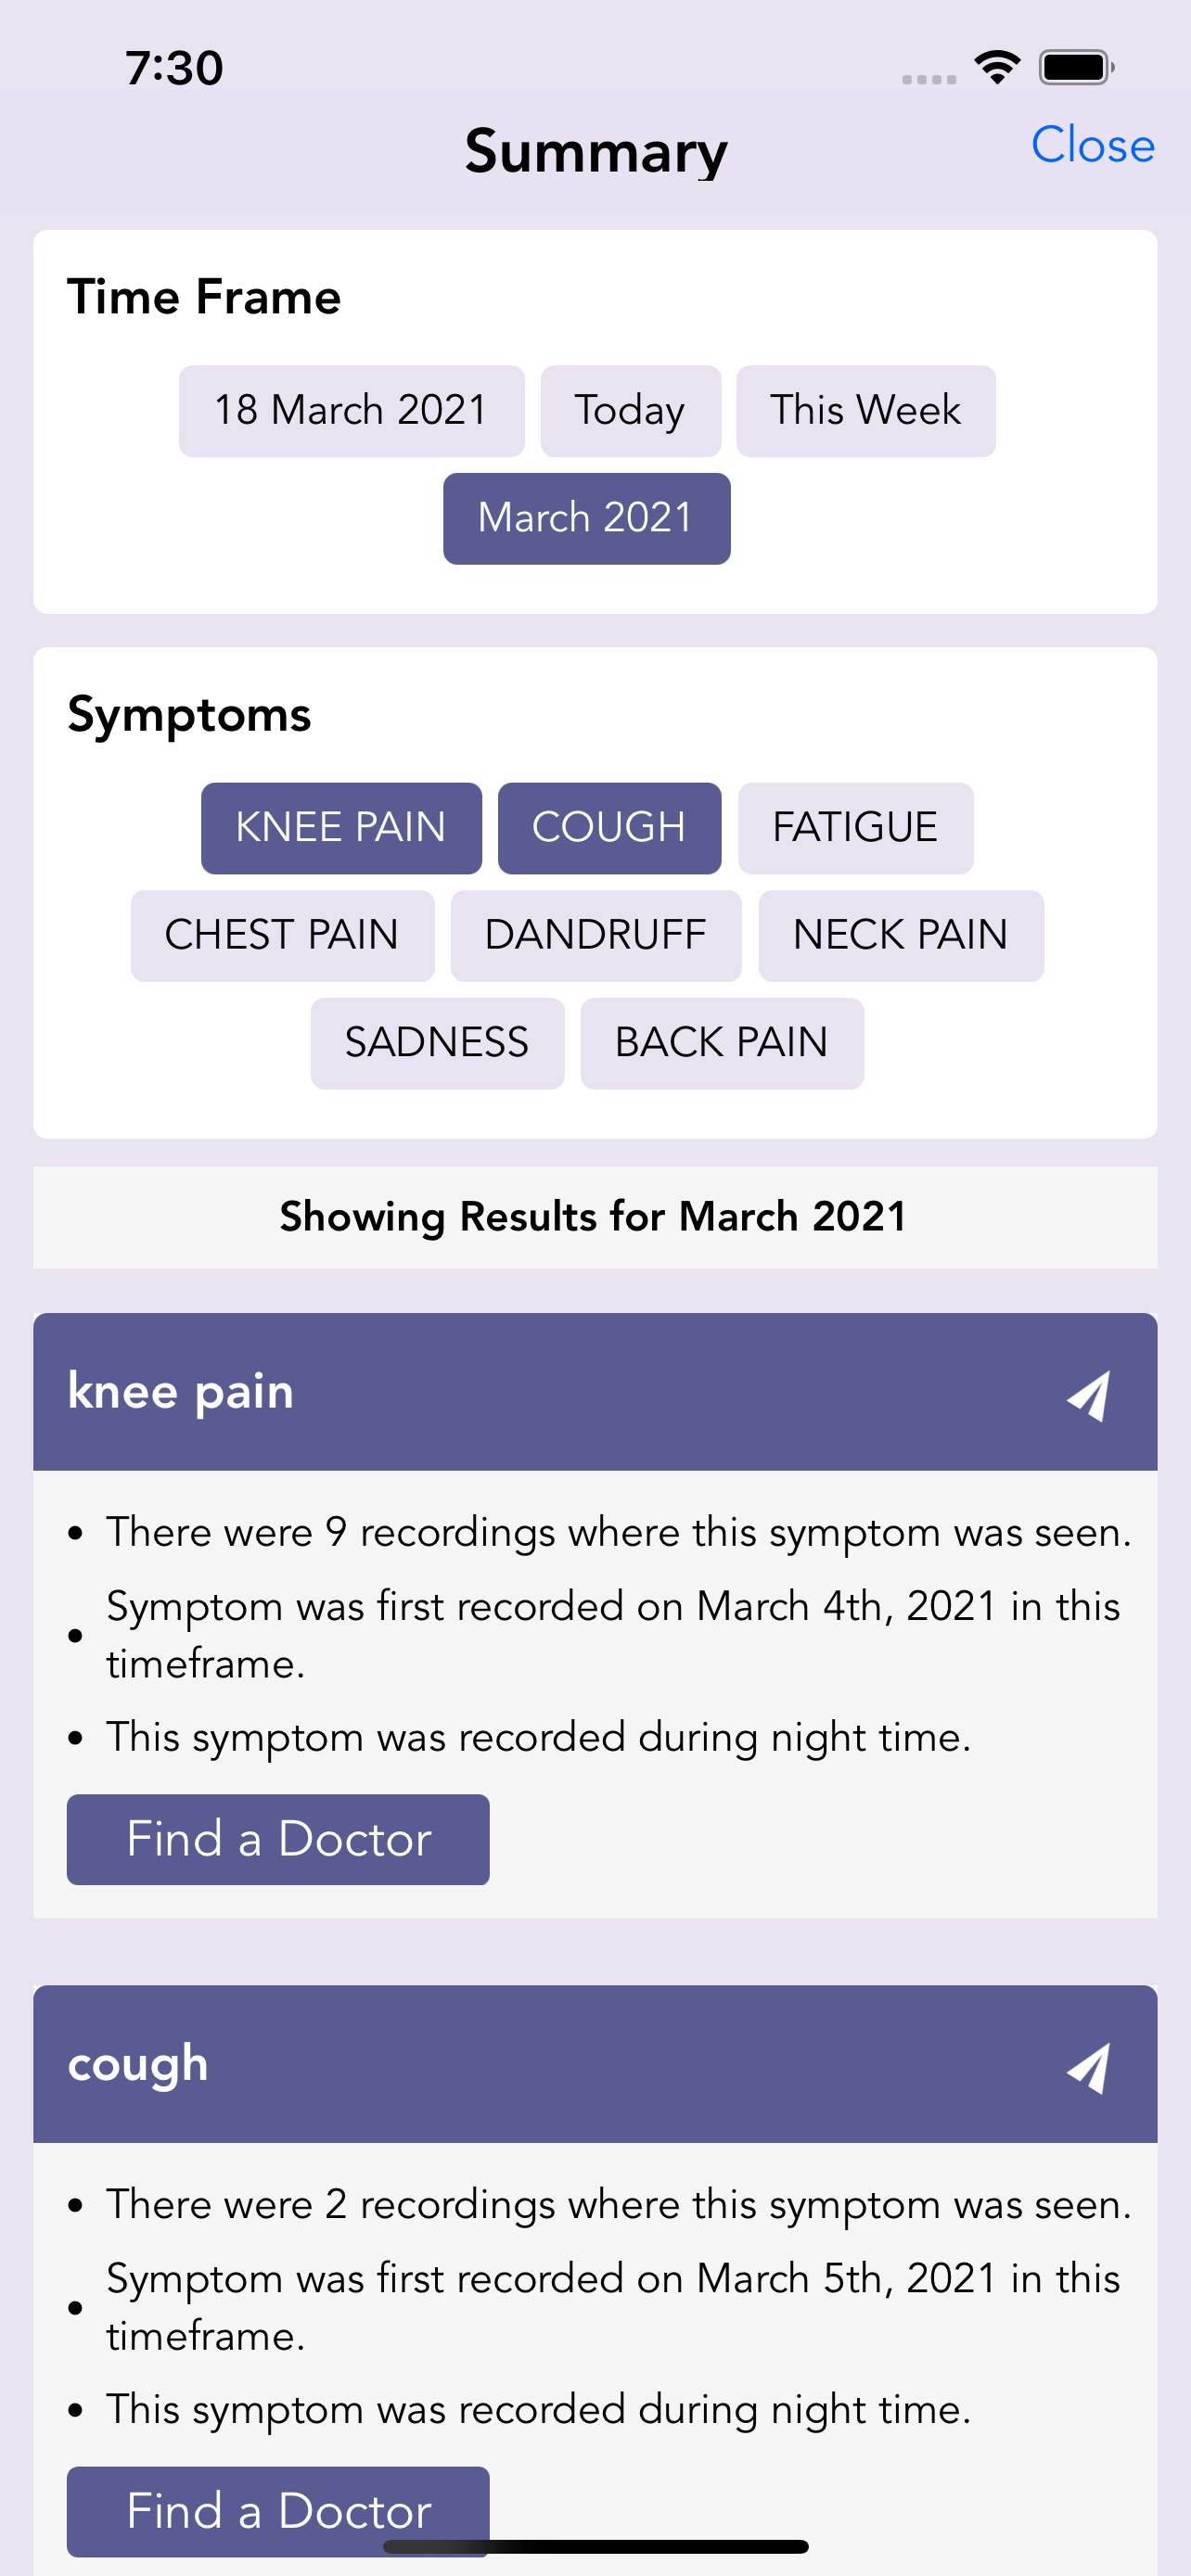 7:30
Summary
Close
Time Frame
18 March 2021 Today This Week
March 2021
Symptoms
KNEE PAIN COUGH FATIGUE
CHEST PAIN DANDRUFF NECK PAIN
SADNESS BACK PAIN
Showing Results for March 2021
knee pain
• There were 9 recordings where this symptom was seen.
• Symptom was first recorded on March 4th, 2021 in this
timeframe.
• This symptom was recorded during night time.
Find a Doctor
cough
• There were 2 recordings where this symptom was seen.
• Symptom was first recorded on March 5th, 2021 in this
timeframe.
• This symptom was recorded during night time.
Find a Doctor